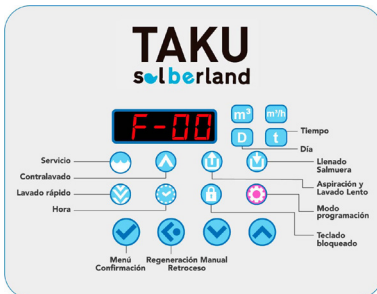 TAKU
solberland
F-00
m³ m³/h
D t
Tiempo
Día
Servicio
Contralavado
Lavado rápido
Hora
Llenado
Salmuera
Aspiración y
Lavado Lento
Modo
programación
Teclado
bloqueado
Menú
Confirmación
Regeneración Manual
Retroceso